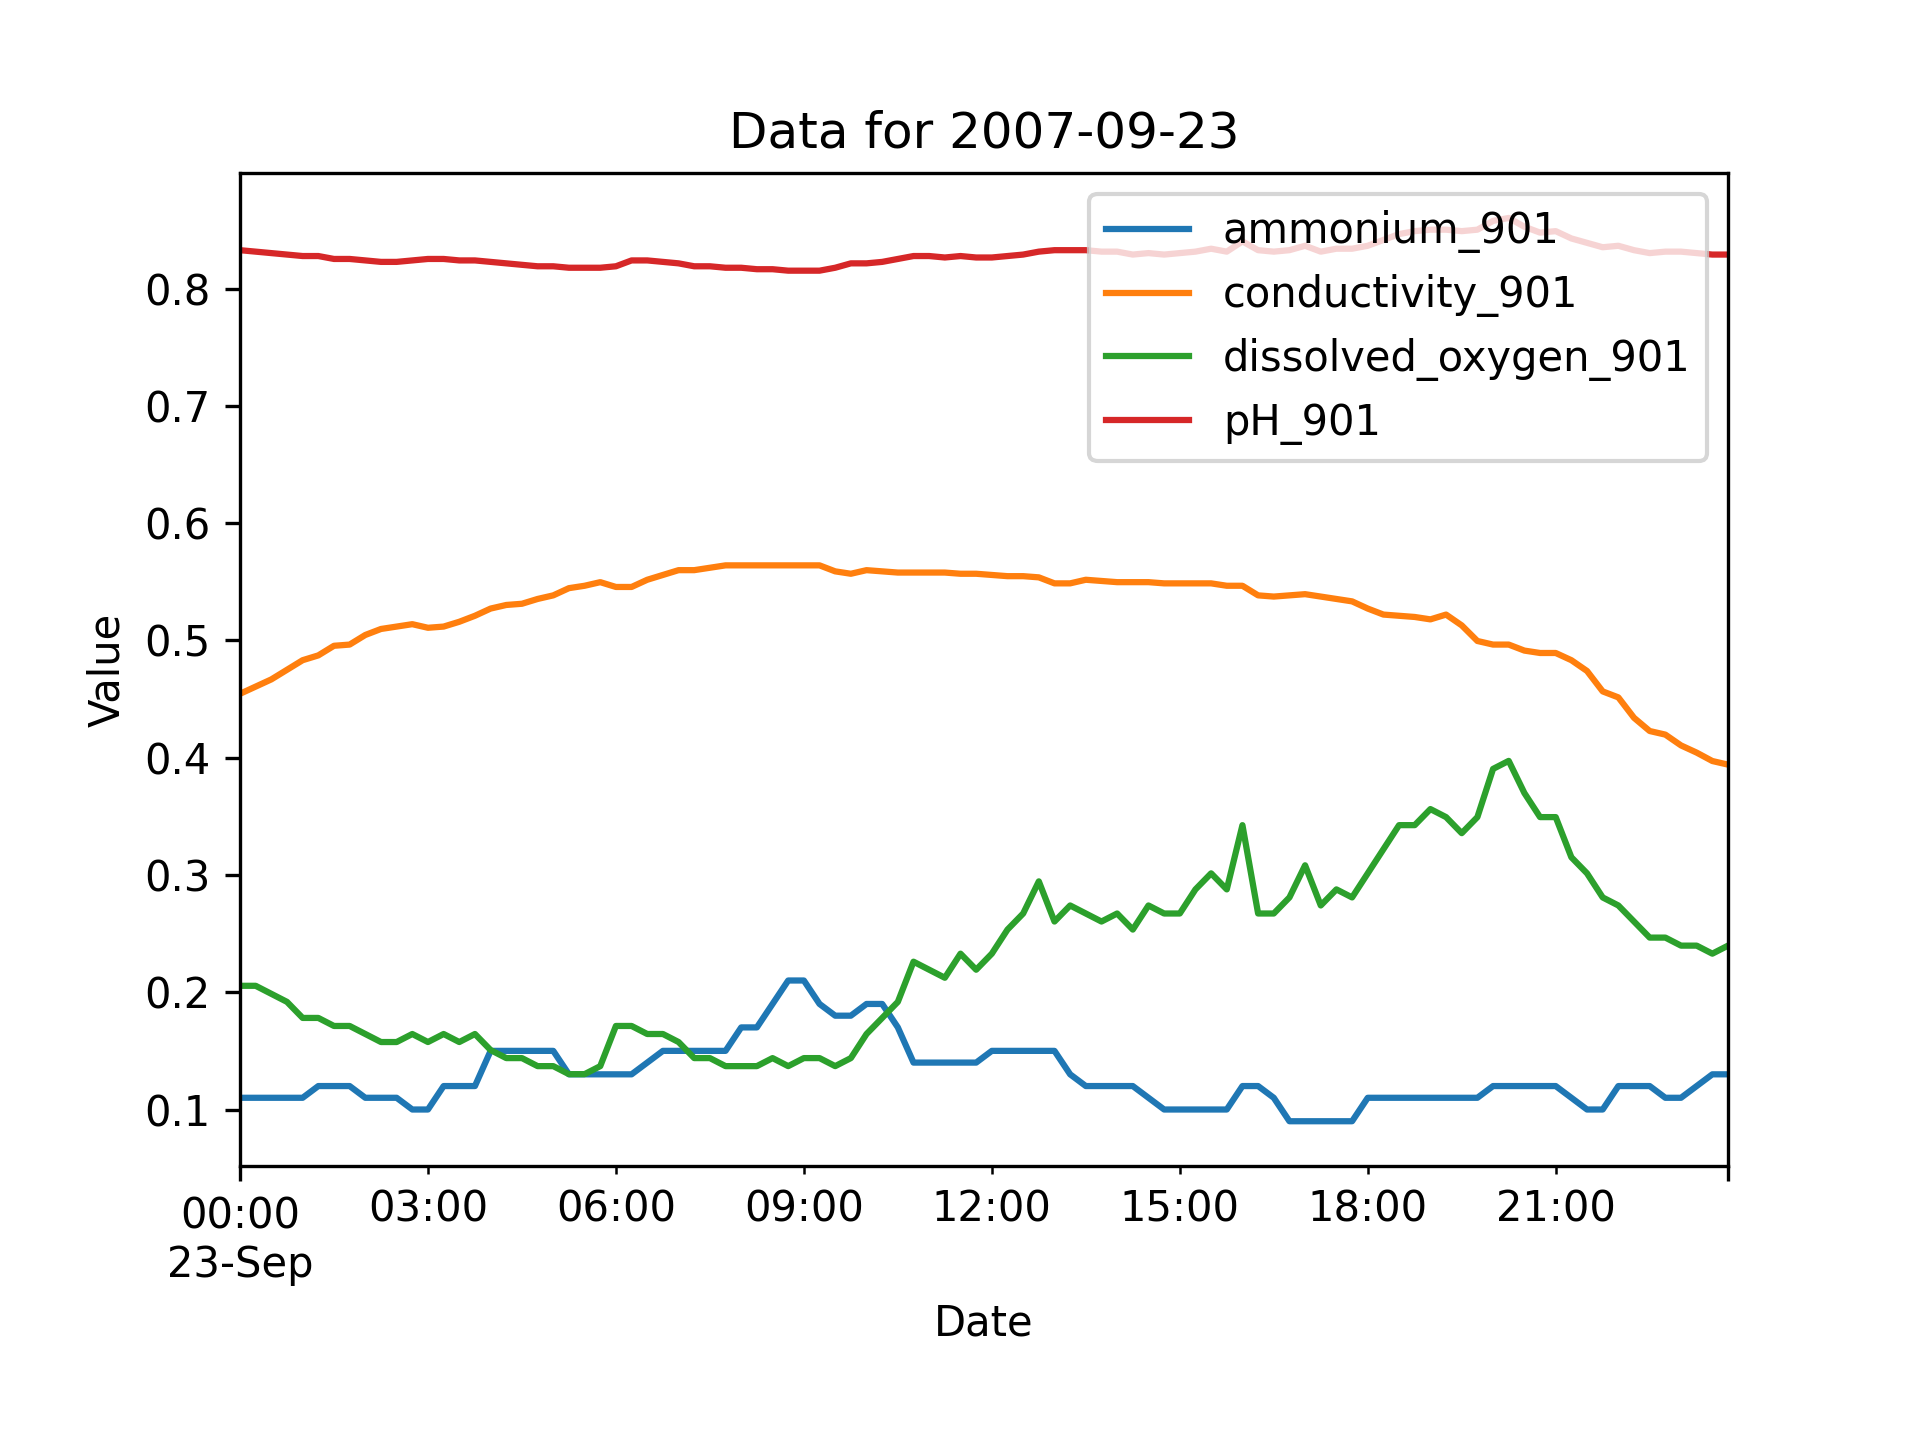 Data for 2007-09-23
ammonium_901
conductivity_901
dissolved_oxygen_901
pH_901
0.8
0.7
0.6
0.5
0.4
0.3
0.2
0.1
Value
00:00 03:00 06:00 09:00 12:00 15:00 18:00 21:00
23-Sep
Date